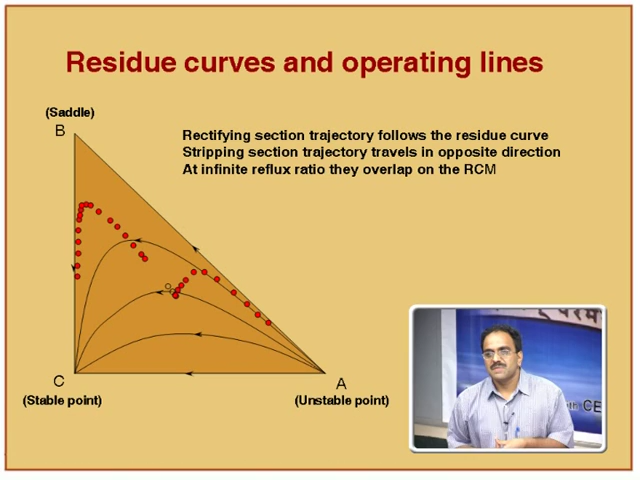 Residue curves and operating lines
(Saddle)
B
Rectifying section trajectory follows the residue curve
Stripping section trajectory travels in opposite direction
At infinite reflux ratio they overlap on the RCM
C
(Stable point)
A
(Unstable point)
CE